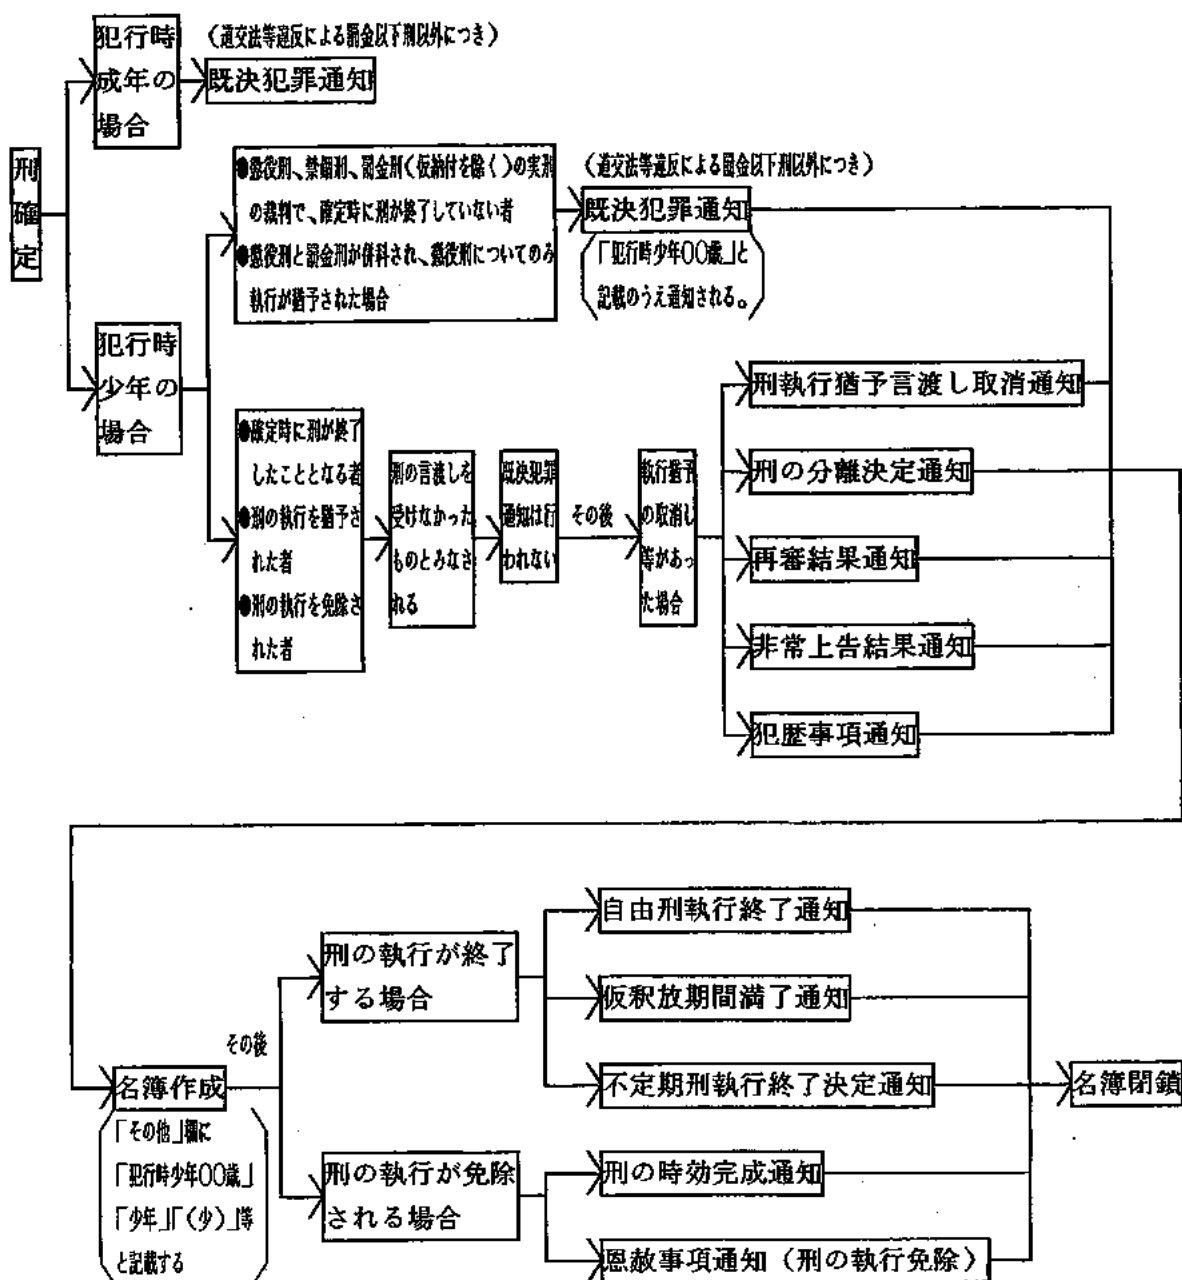 刑
確
定
犯行時
成年の
場合
(道交法等違反による罰金以下刑以外につき)
既決犯罪通知
犯行時
少年の
場合
●懲役刑、禁錮刑、罰金刑(仮納付を除く)の実刑
の裁判で、確定時に刑が終了していない者
●懲役刑と罰金刑が併科され、懲役刑についてのみ
執行が猶予された場合
(道交法等違反による罰金以下刑以外につき)
既決犯罪通知
「犯行時少年〇〇歳」と
記載のうえ通知される。
●確定時に刑が終了
したこととなる者
●刑の執行を猶予さ
れた者
●刑の執行を免除さ
れた者
刑の言渡しを
受けなかった
ものとみなさ
れる
既決犯罪
通知は行
われない
その後
執行猶予
の取消し
等があっ
た場合
刑執行猶予言渡し取消通知
刑の分離決定通知
再審結果通知
非常上告結果通知
犯歴事項通知
名簿作成
「その他」欄に
「犯行時少年〇〇歳」
「少年」「(少)」等
と記載する
その後
刑の執行が終了
する場合
自由刑執行終了通知
仮釈放期間満了通知
不定期刑執行終了決定通知
刑の執行が免除
される場合
刑の時効完成通知
恩赦事項通知(刑の執行免除)
名簿閉鎖